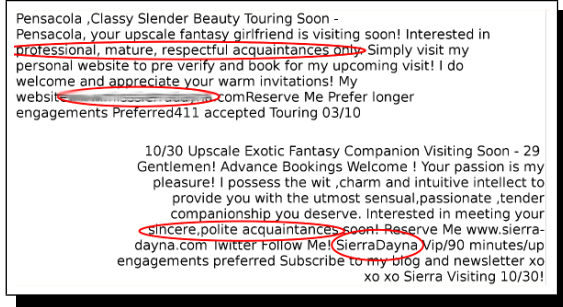 Pensacola ,Classy Slender Beauty Touring Soon -
Pensacola, your upscale fantasy girlfriend is visiting soon! Interested in
professional, mature, respectful acquaintances only. Simply visit my
personal website to pre verify and book for my upcoming visit! I do
welcome and appreciate your warm invitations! My
website comReserve Me Prefer longer
engagements Preferred411 accepted Touring 03/10
10/30 Upscale Exotic Fantasy Companion Visiting Soon - 29
Gentlemen! Advance Bookings Welcome ! Your passion is my
pleasure! I possess the wit ,charm and intuitive intellect to
provide you with the utmost sensual,passionate ,tender
companionship you deserve. Interested in meeting your
sincere,polite acquaintances soon! Reserve Me www.sierra-
dayna.com Twitter Follow Me! SierraDayna Vip/90 minutes/up
engagements preferred Subscribe to my blog and newsletter xo
xo xo Sierra Visiting 10/30!